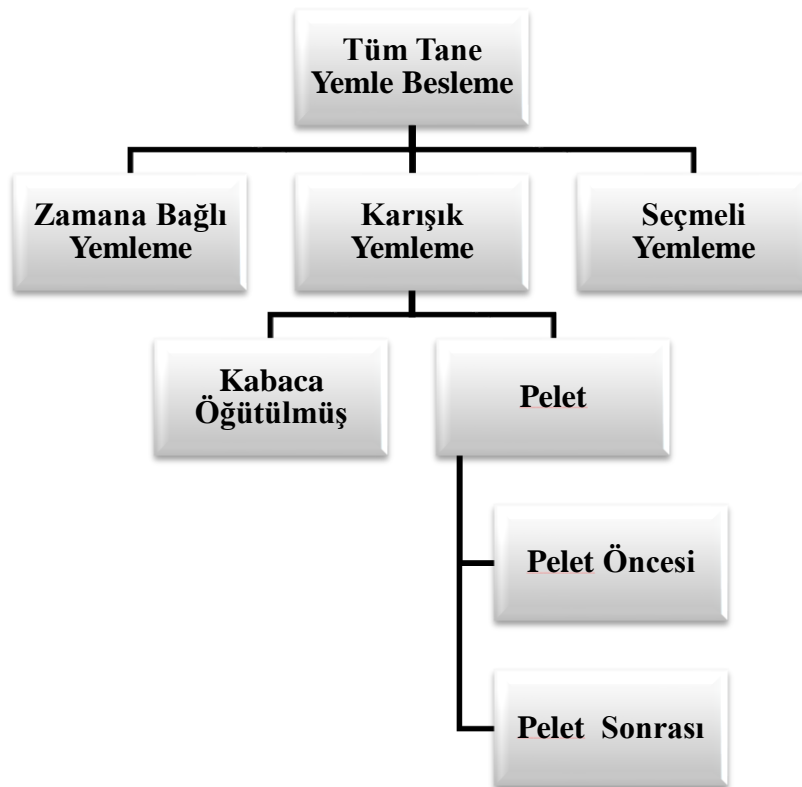 Tüm Tane
Yemle Besleme
Zamana Bağlı
Yemleme
Karışık
Yemleme
Seçmeli
Yemleme
Kabaca
Öğütülmüş
Pelet
Pelet Öncesi
Pelet  Sonrası